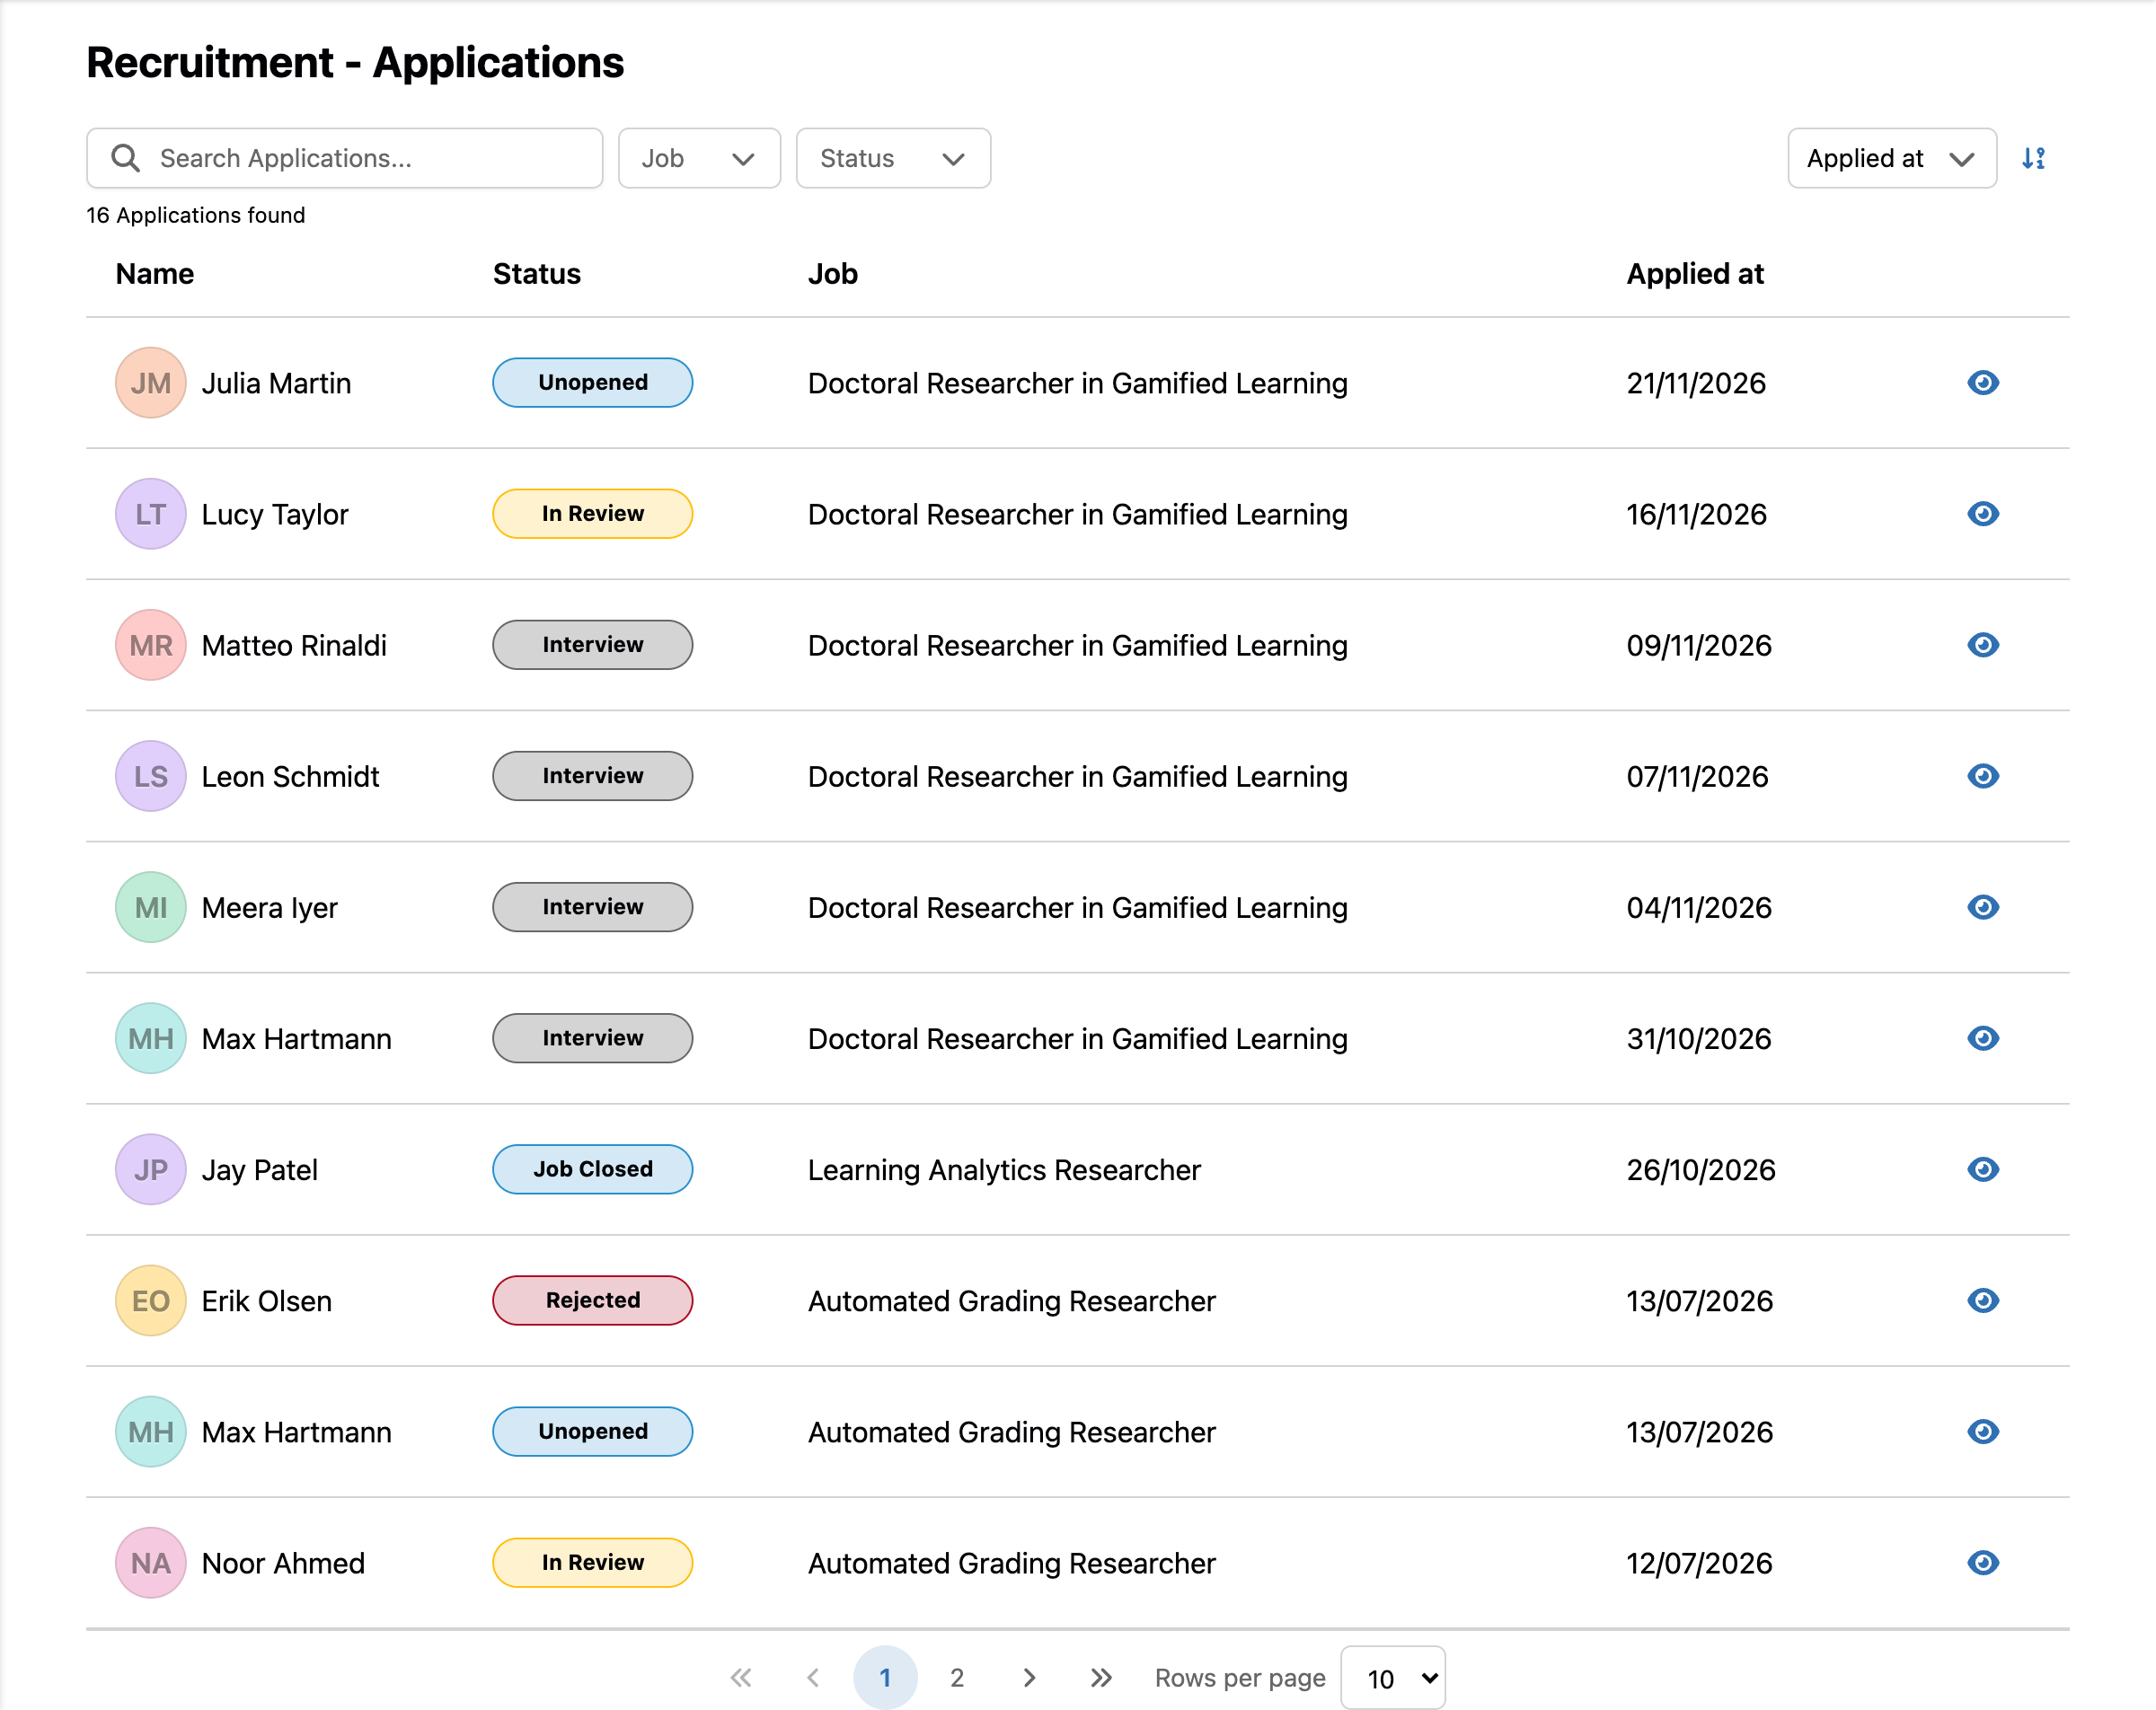 Recruitment - Applications
Search Applications...
Job
Status
Applied at
16 Applications found
Name Status Job Applied at
JM Julia Martin Unopened Doctoral Researcher in Gamified Learning 21/11/2026
LT Lucy Taylor In Review Doctoral Researcher in Gamified Learning 16/11/2026
MR Matteo Rinaldi Interview Doctoral Researcher in Gamified Learning 09/11/2026
LS Leon Schmidt Interview Doctoral Researcher in Gamified Learning 07/11/2026
MI Meera Iyer Interview Doctoral Researcher in Gamified Learning 04/11/2026
MH Max Hartmann Interview Doctoral Researcher in Gamified Learning 31/10/2026
JP Jay Patel Job Closed Learning Analytics Researcher 26/10/2026
EO Erik Olsen Rejected Automated Grading Researcher 13/07/2026
MH Max Hartmann Unopened Automated Grading Researcher 13/07/2026
NA Noor Ahmed In Review Automated Grading Researcher 12/07/2026
1 2 Rows per page 10